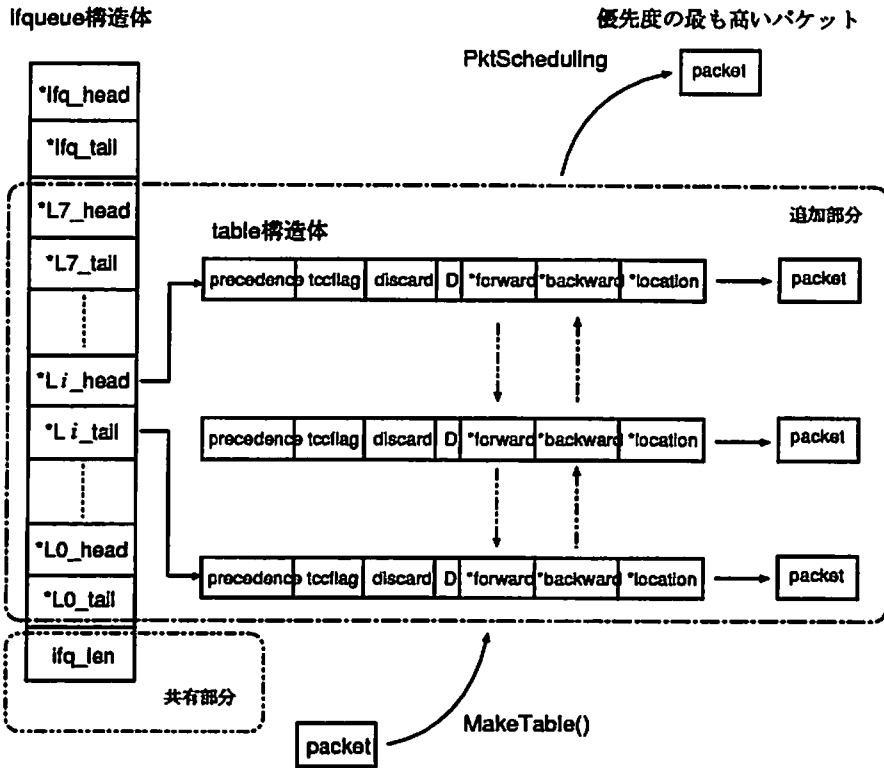 ifqueue構造体
優先度の最も高いパケット
PktScheduling
packet
*ifq_head
*ifq_tail
*L7_head
追加部分
table構造体
*L7_tail
precedence tccflag discard D *forward *backward *location
packet
*Li_head
*Li_tail
precedence tccflag discard D *forward *backward *location
packet
*L0_head
precedence tccflag discard D *forward *backward *location
packet
*L0_tail
ifq_len
共有部分
packet
MakeTable()